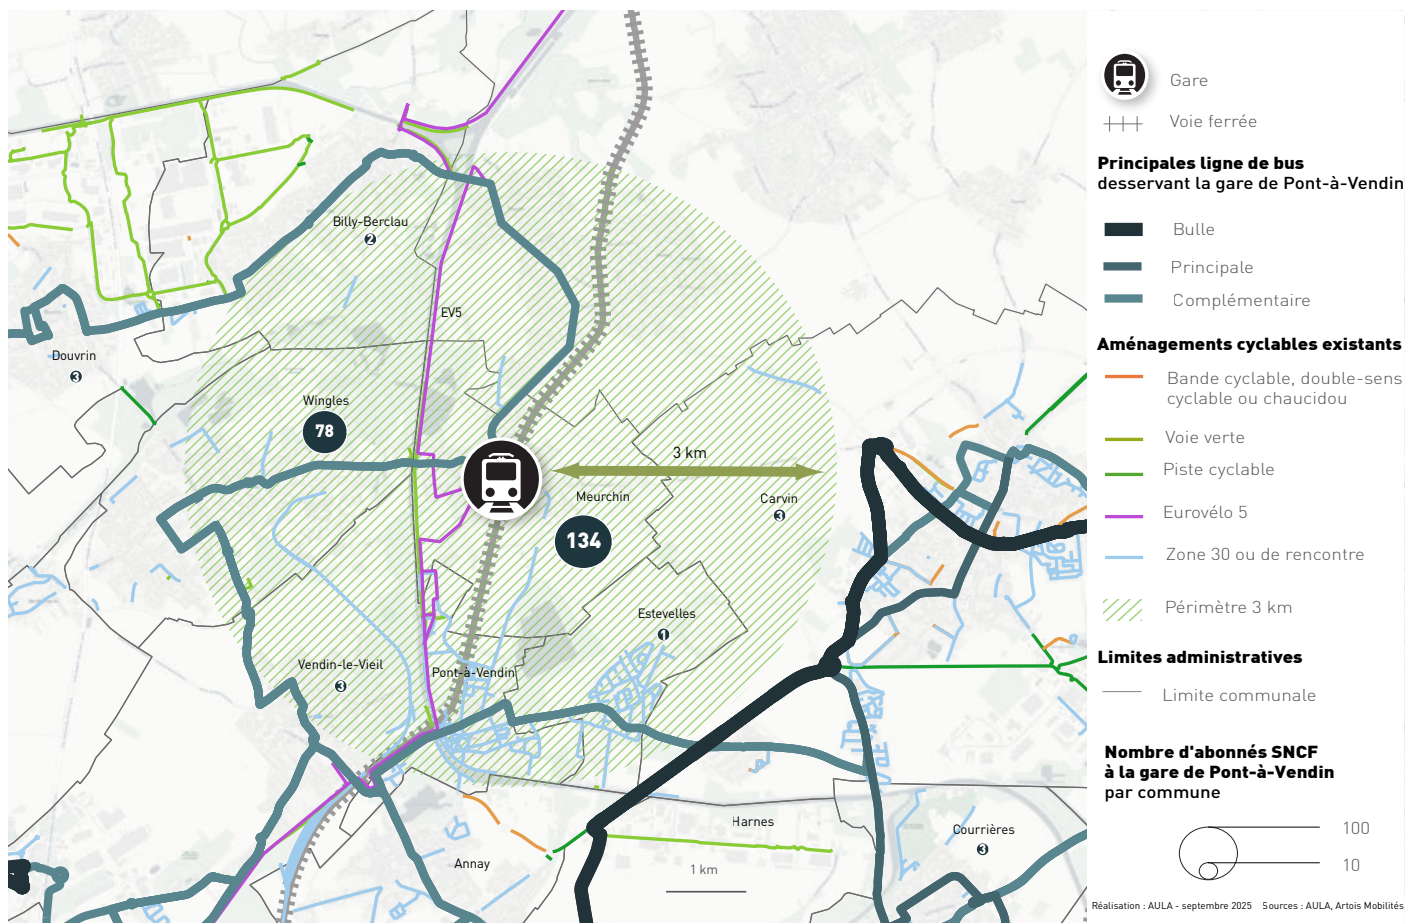 Billy-Berclau
2
EV5
Douvrin
3
Wingles
78
3 km
Meurchin
134
Carvin
3
Estevelles
1
Vendin-le-Vieil
3
Pont-à-Vendin
Harnes
Courrières
3
Annay
1 km
Gare
Voie ferrée
Principales ligne de bus
desservant la gare de Pont-à-Vendin
Bulle
Principale
Complémentaire
Aménagements cyclables existants
Bande cyclable, double-sens
cyclable ou chaucidou
Voie verte
Piste cyclable
Eurovélo 5
Zone 30 ou de rencontre
Périmètre 3 km
Limites administratives
Limite communale
Nombre d'abonnés SNCF
à la gare de Pont-à-Vendin
par commune
100
10
Réalisation : AULA - septembre 2025 Sources : AULA, Artois Mobilités